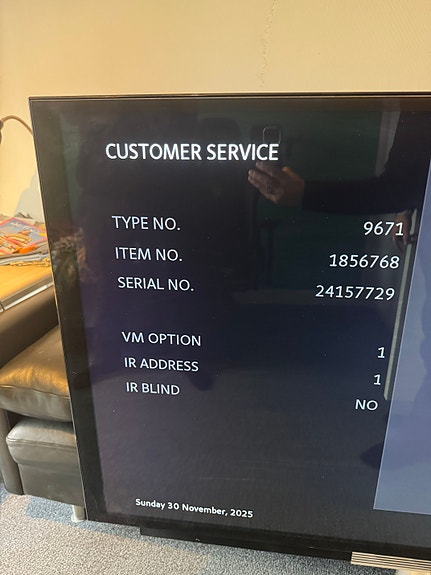 CUSTOMER SERVICE
TYPE NO. 9671
ITEM NO. 1856768
SERIAL NO. 24157729
VM OPTION 1
IR ADDRESS 1
IR BLIND NO
Sunday 30 November, 2025